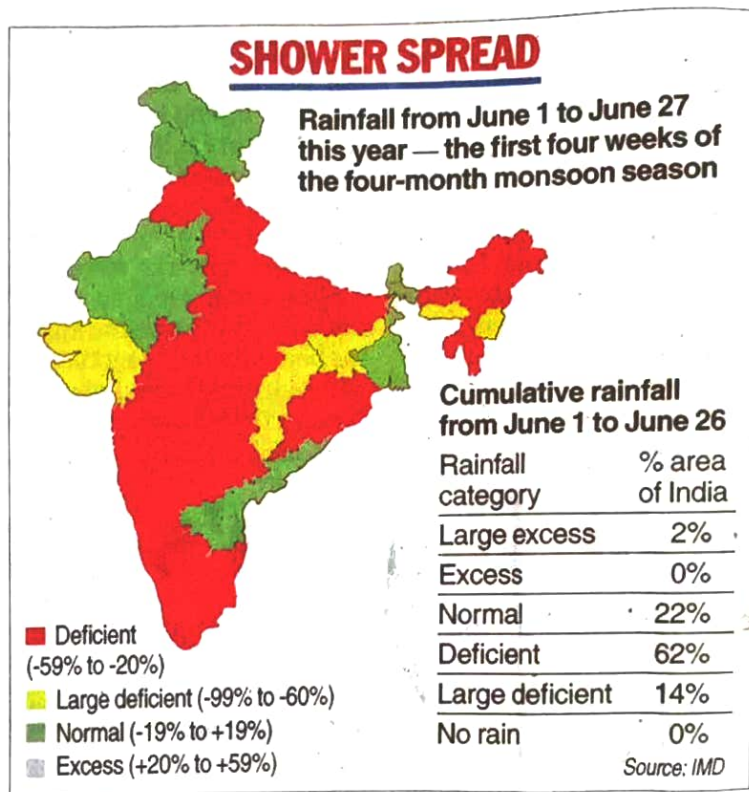 SHOWER SPREAD
Rainfall from June 1 to June 27
this year — the first four weeks of
the four-month monsoon season
Cumulative rainfall
from June 1 to June 26
Rainfall % area
category of India
Large excess 2%
Excess 0%
Normal 22%
Deficient 62%
Large deficient 14%
No rain 0%
Source: IMD
Deficient
(-59% to -20%)
Large deficient (-99% to -60%)
Normal (-19% to +19%)
Excess (+20% to +59%)